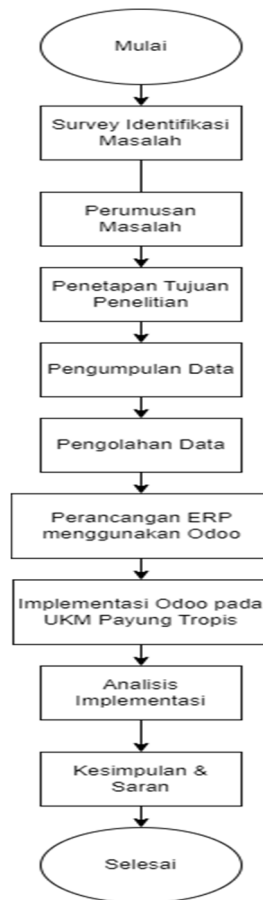 Mulai
Survey Identifikasi
Masalah
Perumusan
Masalah
Penetapan Tujuan
Penelitian
Pengumpulan Data
Pengolahan Data
Perancangan ERP
menggunakan Odoo
Implementasi Odoo pada
UKM Payung Tropis
Analisis
Implementasi
Kesimpulan &
Saran
Selesai